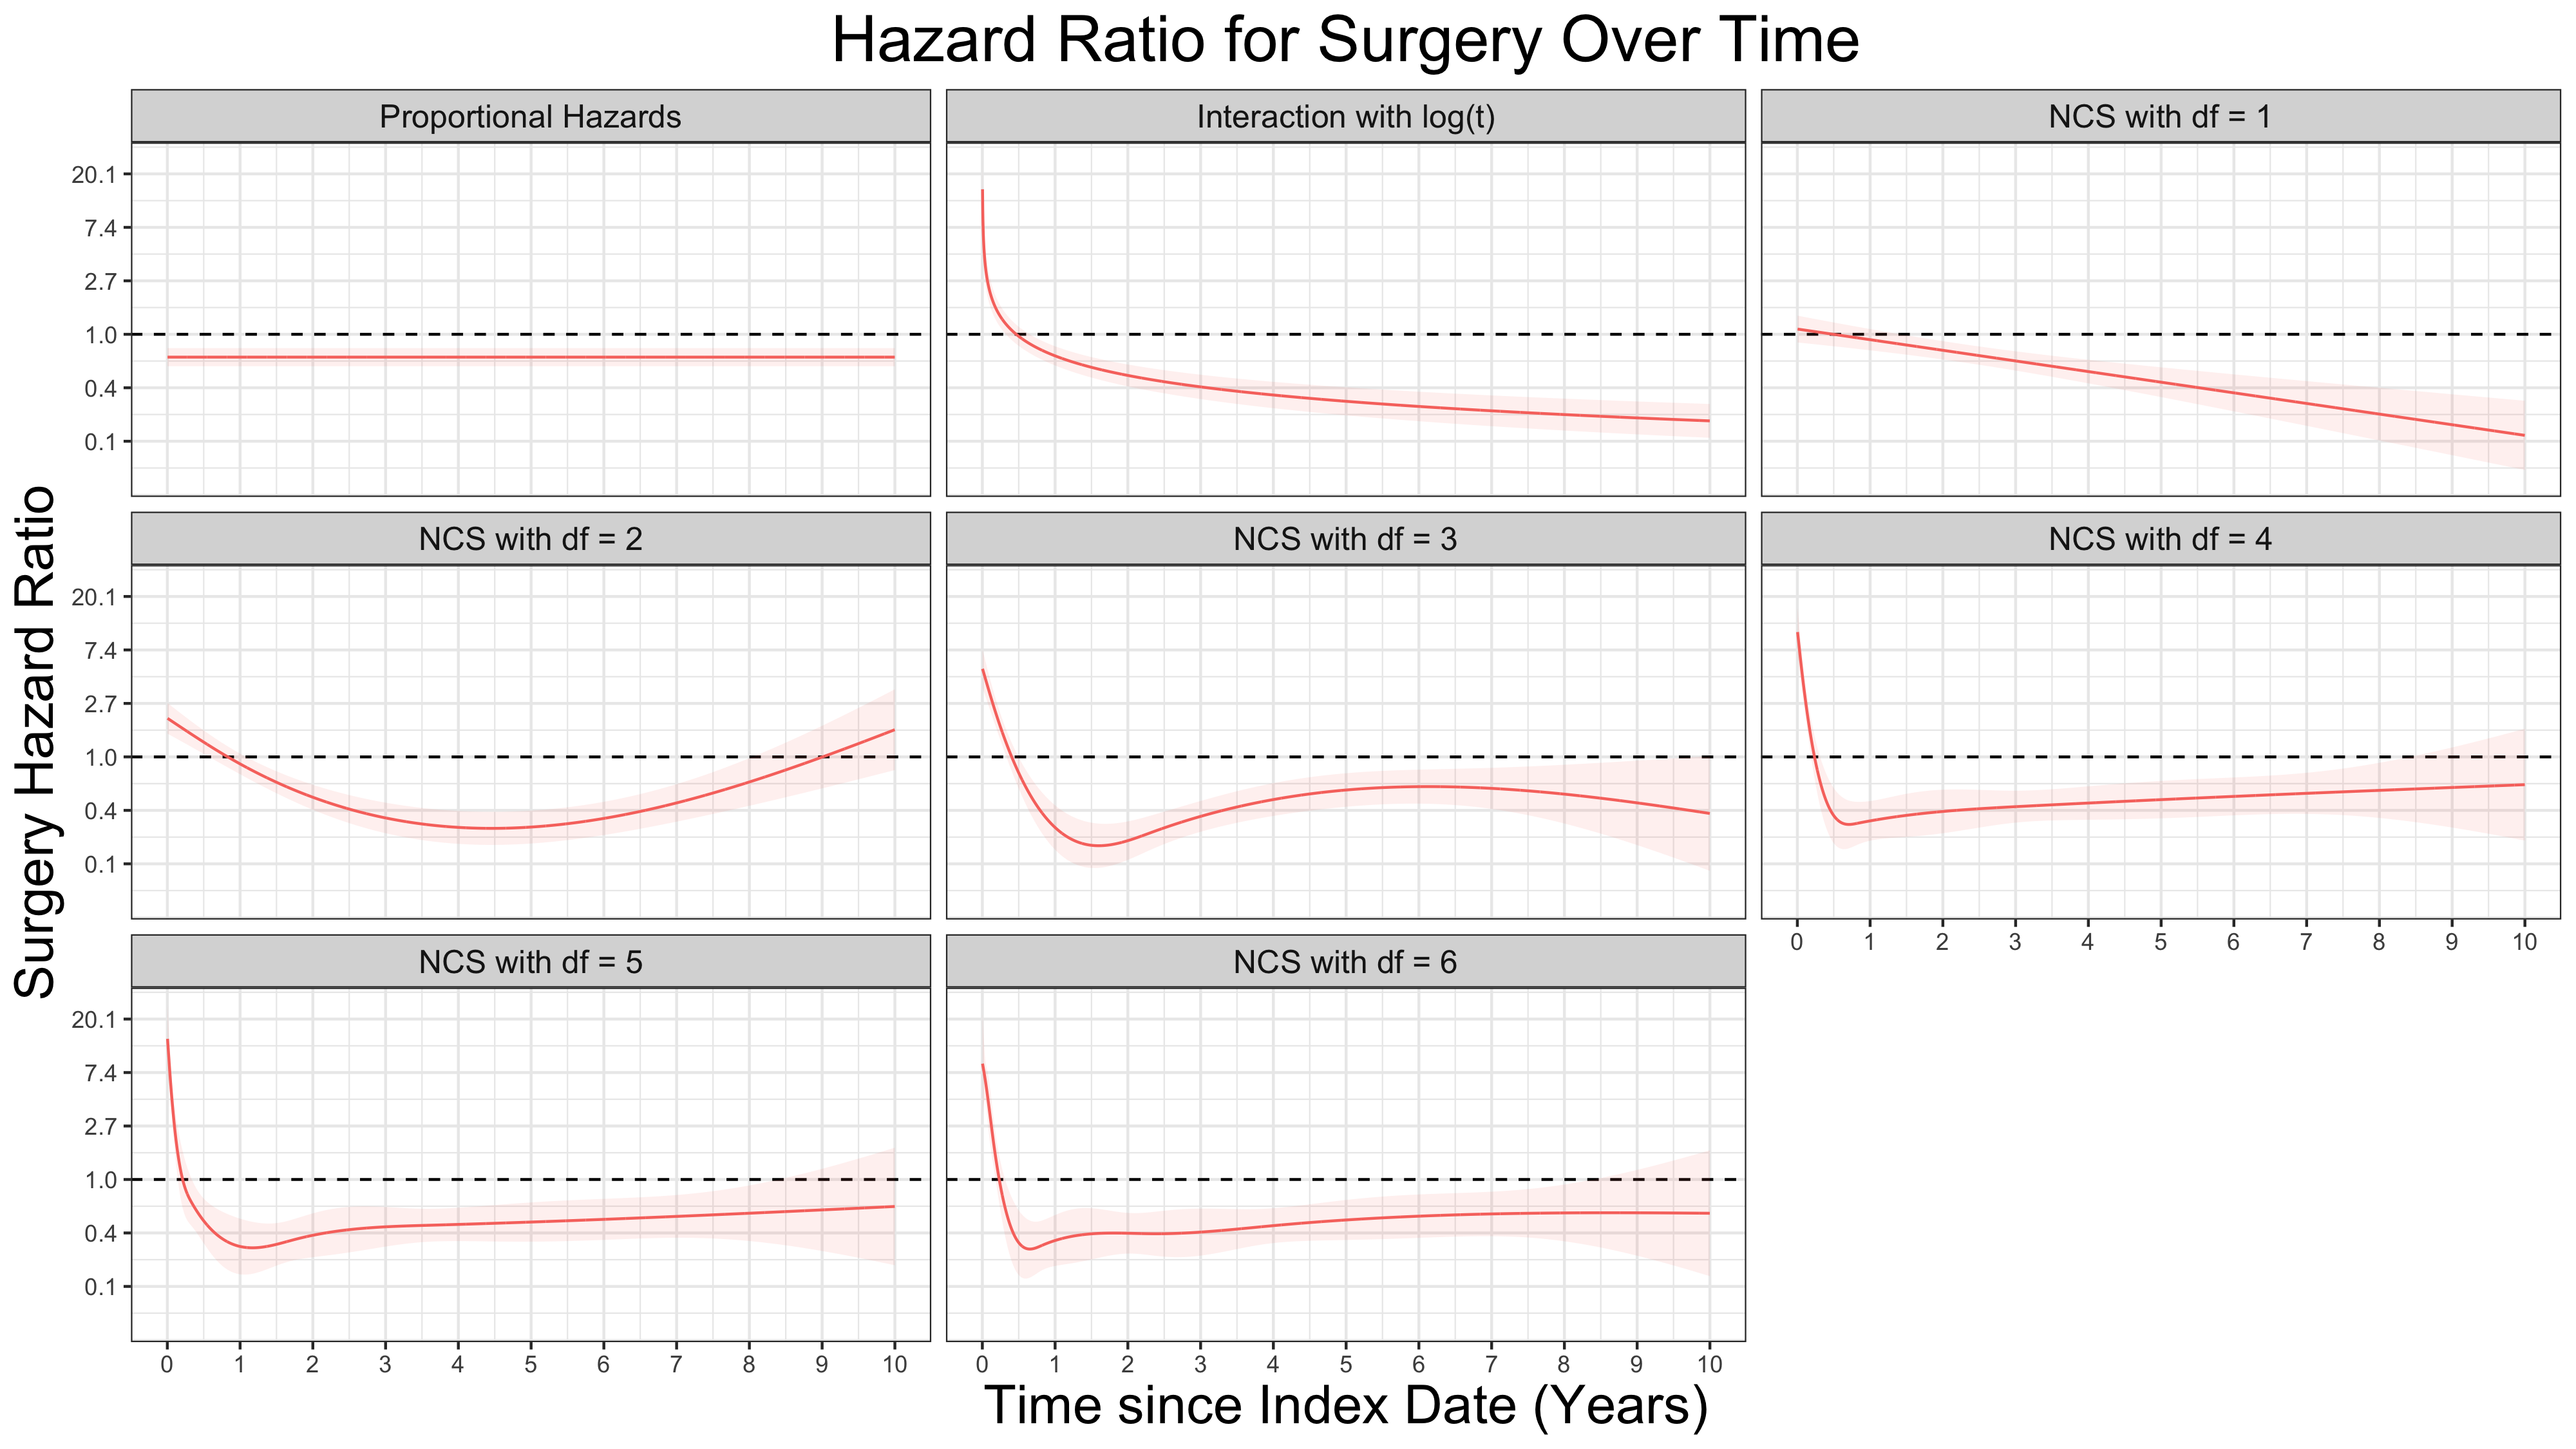 Hazard Ratio for Surgery Over Time
Proportional Hazards
Interaction with log(t)
NCS with df = 1
20.1
7.4
2.7
1.0
0.4
0.1
NCS with df = 2
NCS with df = 3
NCS with df = 4
20.1
7.4
2.7
1.0
0.4
0.1
0 1 2 3 4 5 6 7 8 9 10
NCS with df = 5
NCS with df = 6
20.1
7.4
2.7
1.0
0.4
0.1
0 1 2 3 4 5 6 7 8 9 10
0 1 2 3 4 5 6 7 8 9 10
Surgery Hazard Ratio
Time since Index Date (Years)